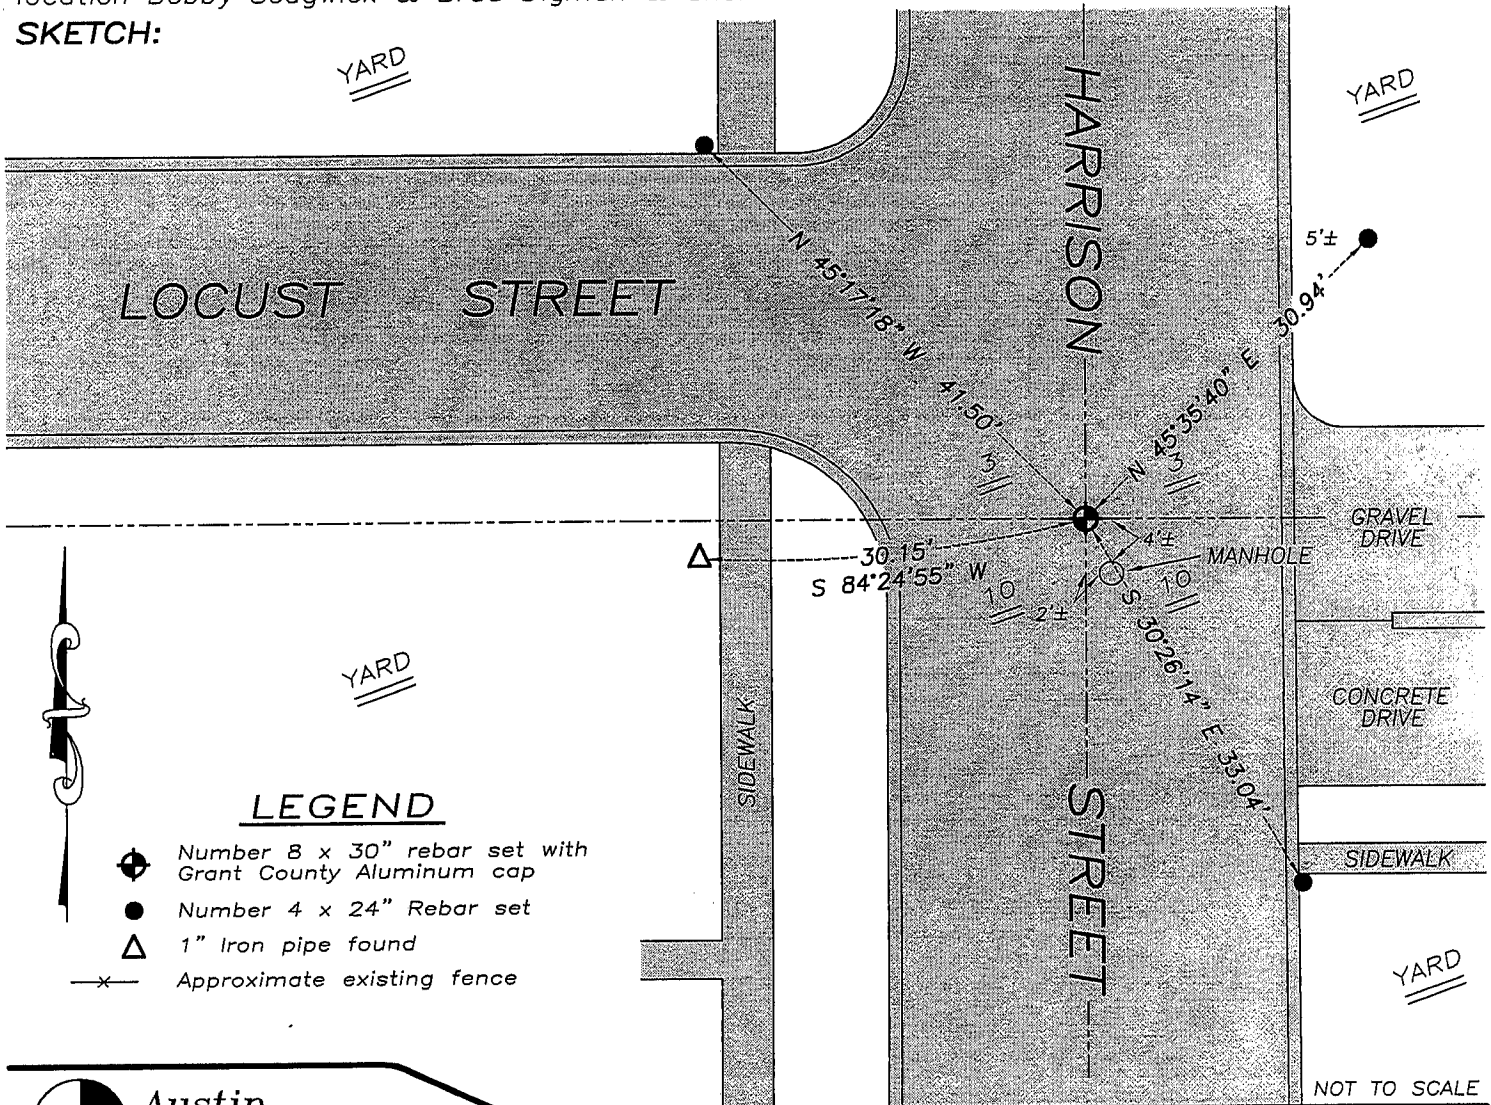 SKETCH:
YARD
YARD
HARRISON
5'±
LOCUST STREET
N 45°17'18" W 41.50'
N 45°35'40" E 30.94'
3
3
GRAVEL
DRIVE
30.15'
S 84°24'55" W
4'±
MANHOLE
10
10
2'±
S 30°26'14" E 33.04'
YARD
CONCRETE
DRIVE
SIDEWALK
STREET
SIDEWALK
LEGEND
Number 8 x 30" rebar set with
Grant County Aluminum cap
Number 4 x 24" Rebar set
1" Iron pipe found
Approximate existing fence
YARD
NOT TO SCALE
Austin